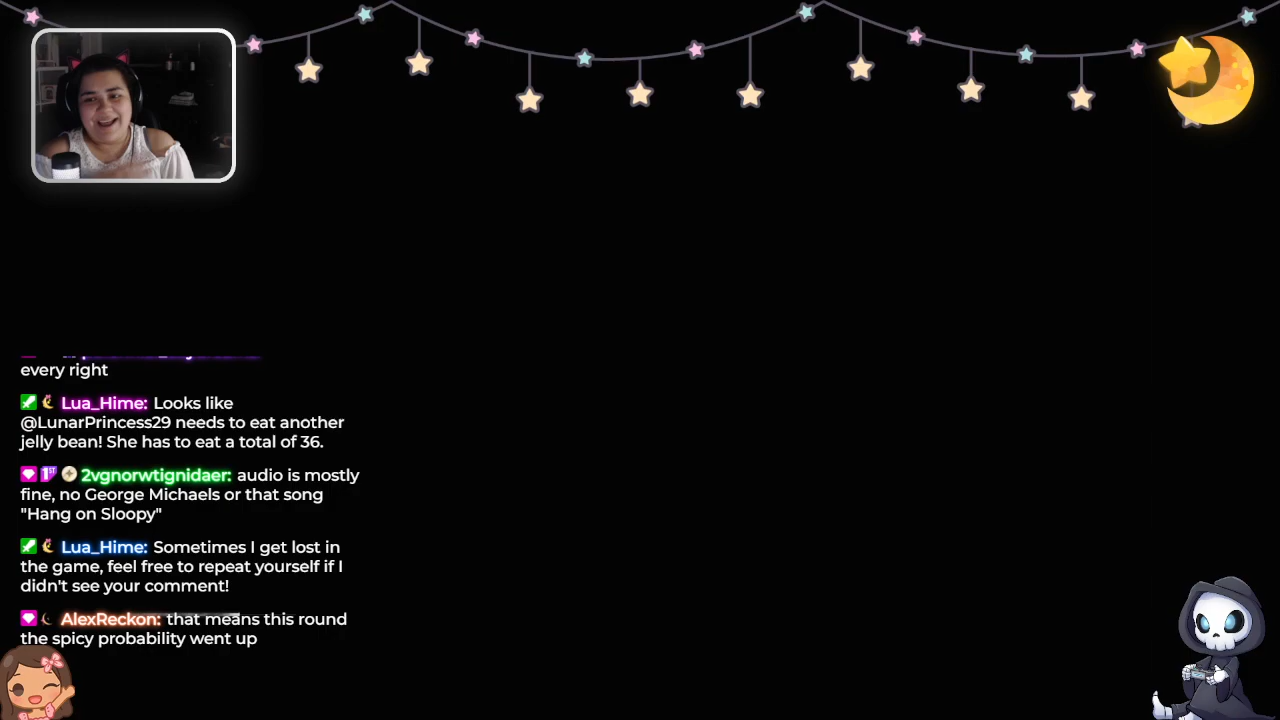 every right
Lua_Hime: Looks like
@LunarPrincess29 needs to eat another
jelly bean! She has to eat a total of 36.
2vgnorwtignidaer: audio is mostly
fine, no George Michaels or that song
"Hang on Sloopy"
Lua_Hime: Sometimes I get lost in
the game, feel free to repeat yourself if I
didn't see your comment!
AlexReckon: that means this round
the spicy probability went up